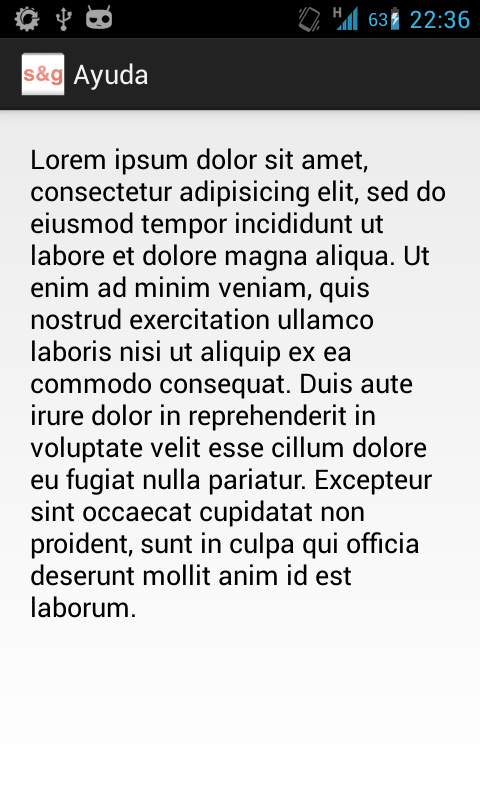 H 63 22:36
s&g Ayuda
Lorem ipsum dolor sit amet,
consectetur adipisicing elit, sed do
eiusmod tempor incididunt ut
labore et dolore magna aliqua. Ut
enim ad minim veniam, quis
nostrud exercitation ullamco
laboris nisi ut aliquip ex ea
commodo consequat. Duis aute
irure dolor in reprehenderit in
voluptate velit esse cillum dolore
eu fugiat nulla pariatur. Excepteur
sint occaecat cupidatat non
proident, sunt in culpa qui officia
deserunt mollit anim id est
laborum.